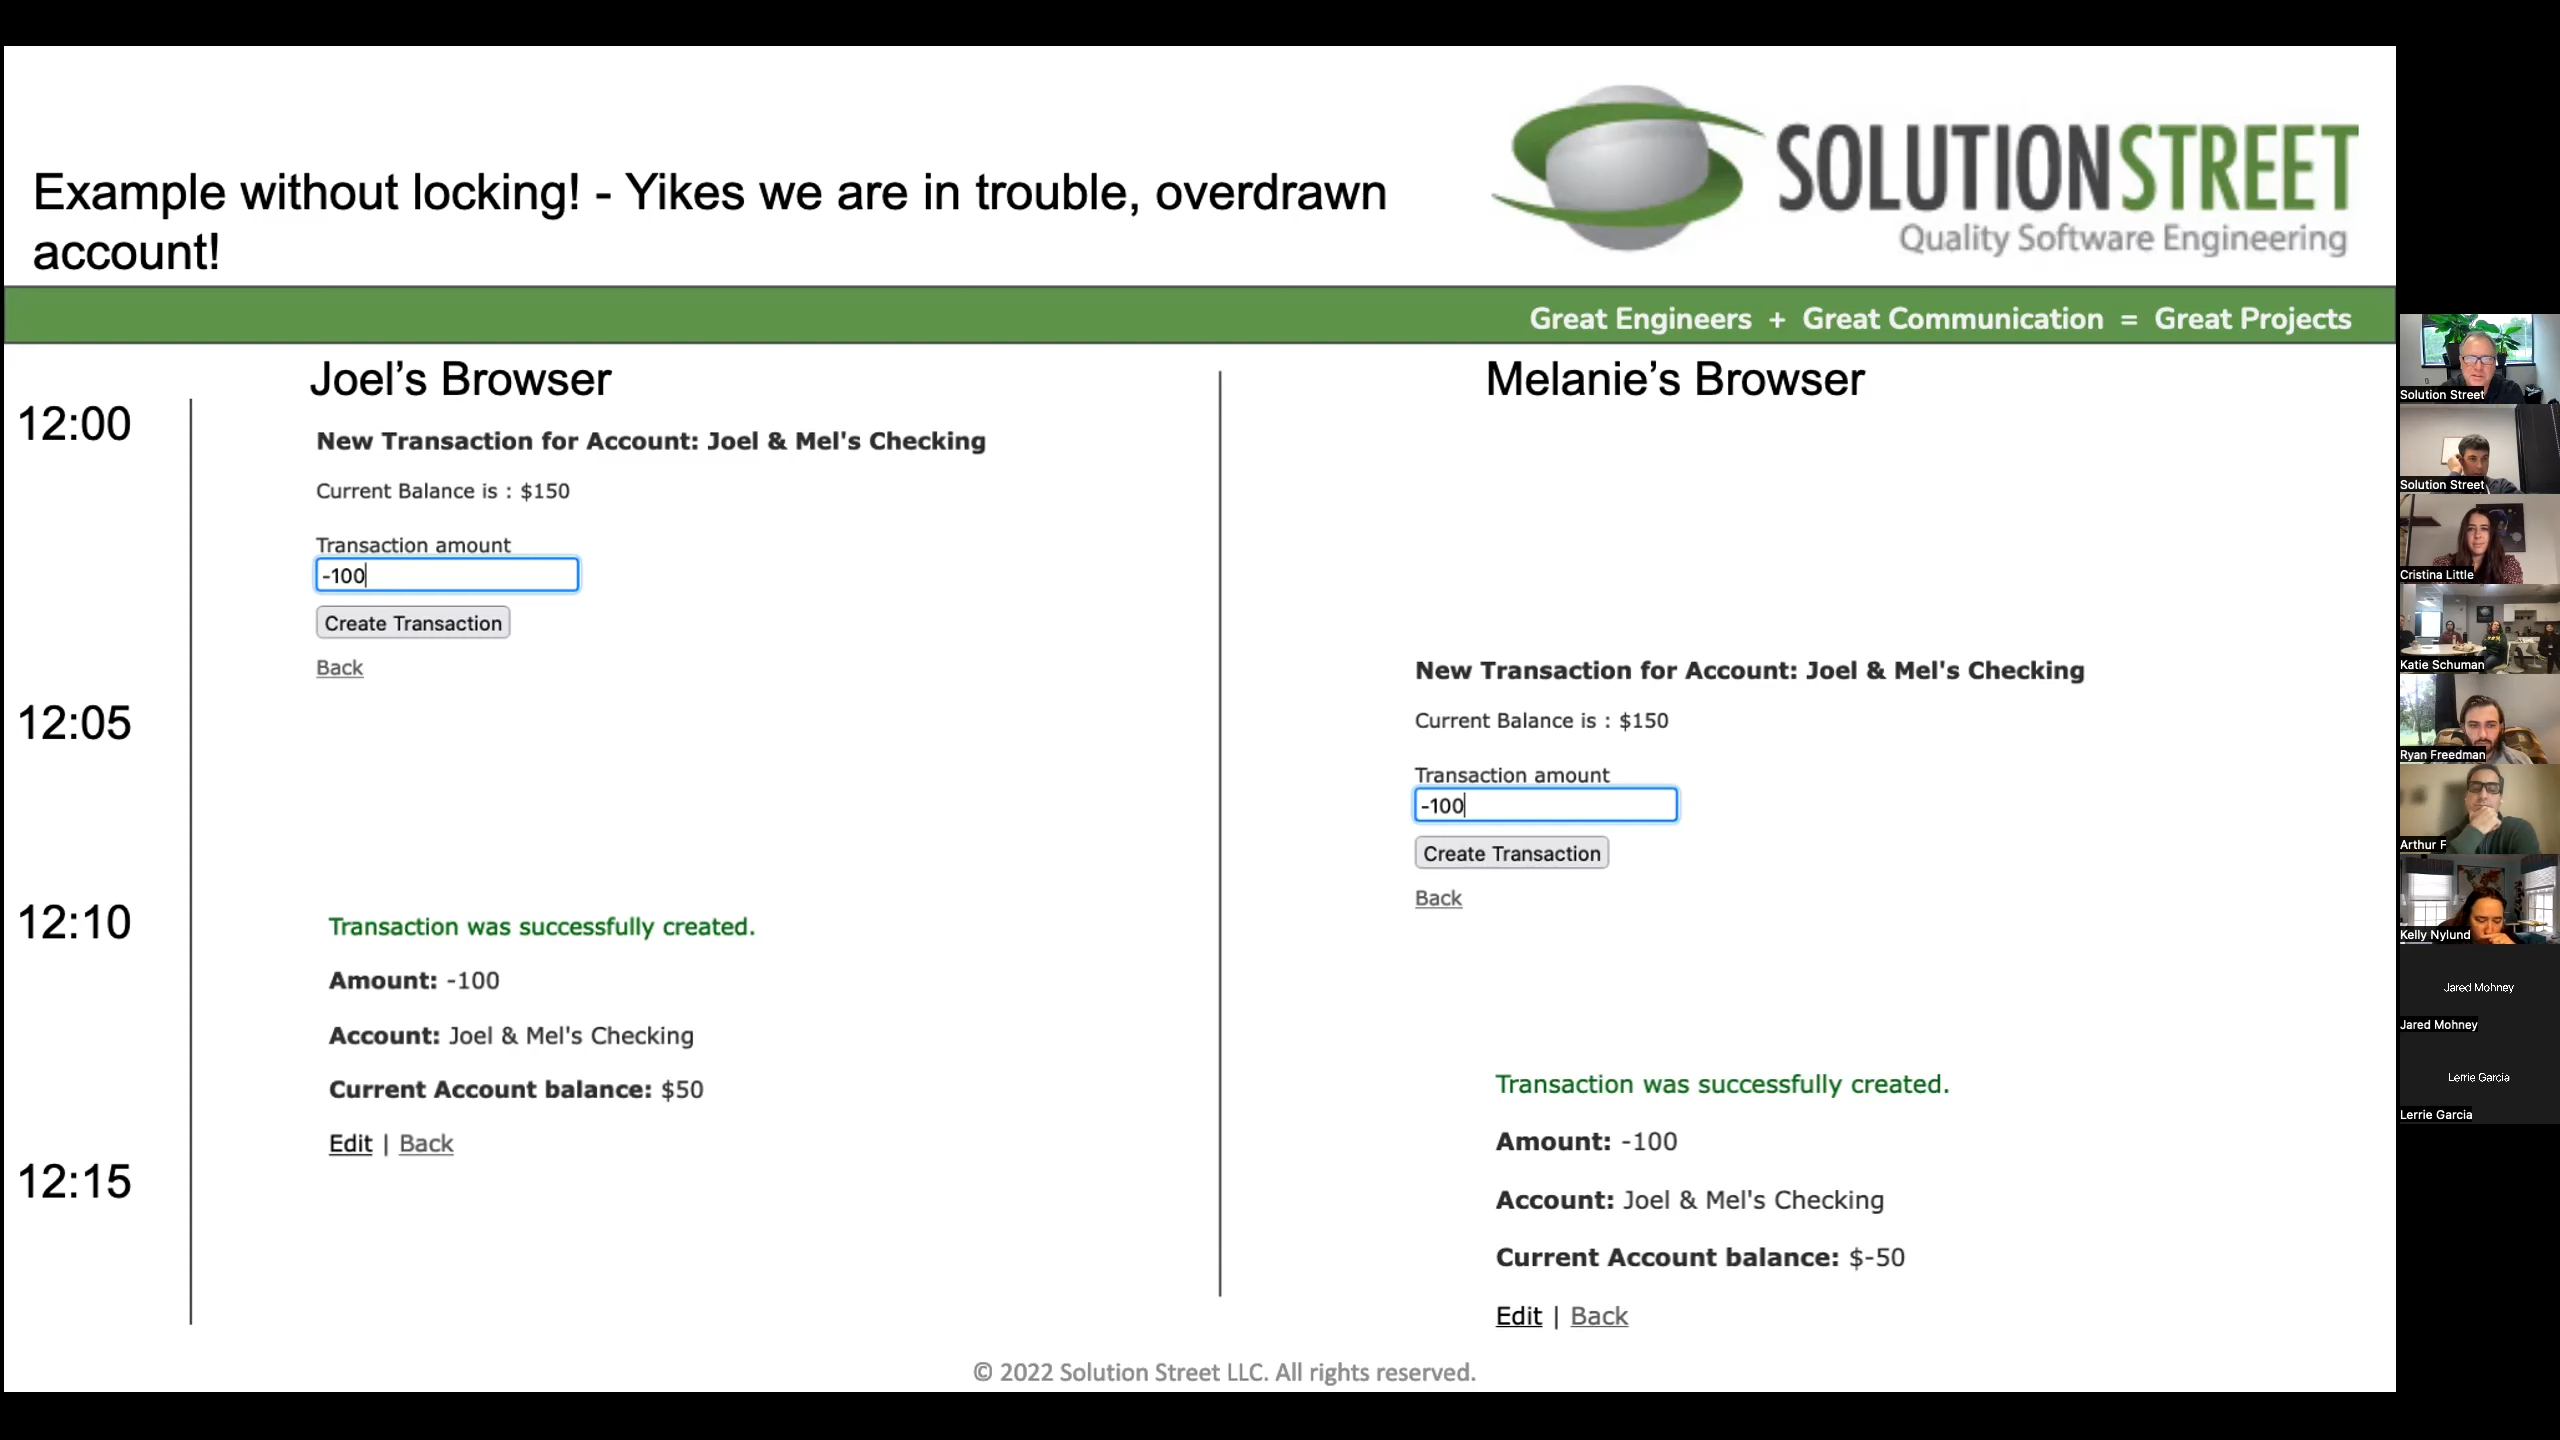 Example without locking! - Yikes we are in trouble, overdrawn
account!
SOLUTIONSTREET
Quality Software Engineering
Great Engineers + Great Communication = Great Projects
Joel’s Browser
12:00
New Transaction for Account: Joel & Mel's Checking
Current Balance is : $150
Transaction amount
-100
Create Transaction
Back
12:05
12:10
Transaction was successfully created.
Amount: -100
Account: Joel & Mel's Checking
Current Account balance: $50
Edit | Back
12:15
Melanie’s Browser
New Transaction for Account: Joel & Mel's Checking
Current Balance is : $150
Transaction amount
-100
Create Transaction
Back
Transaction was successfully created.
Amount: -100
Account: Joel & Mel's Checking
Current Account balance: $-50
Edit | Back
© 2022 Solution Street LLC. All rights reserved.
Solution Street
Solution Street
Cristina Little
Katie Schuman
Ryan Freedman
Arthur F
Kelly Nylund
Jared Mohney
Jared Mohney
Lerrie Garcia
Lerrie Garcia